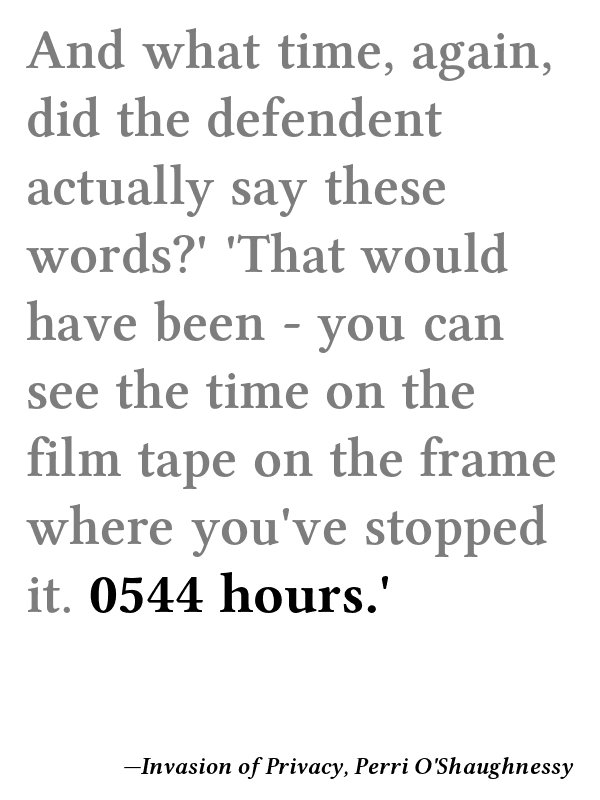 And what time, again,
did the defendent
actually say these
words?' 'That would
have been - you can
see the time on the
film tape on the frame
where you've stopped
it. 0544 hours.'
—Invasion of Privacy, Perri O'Shaughnessy